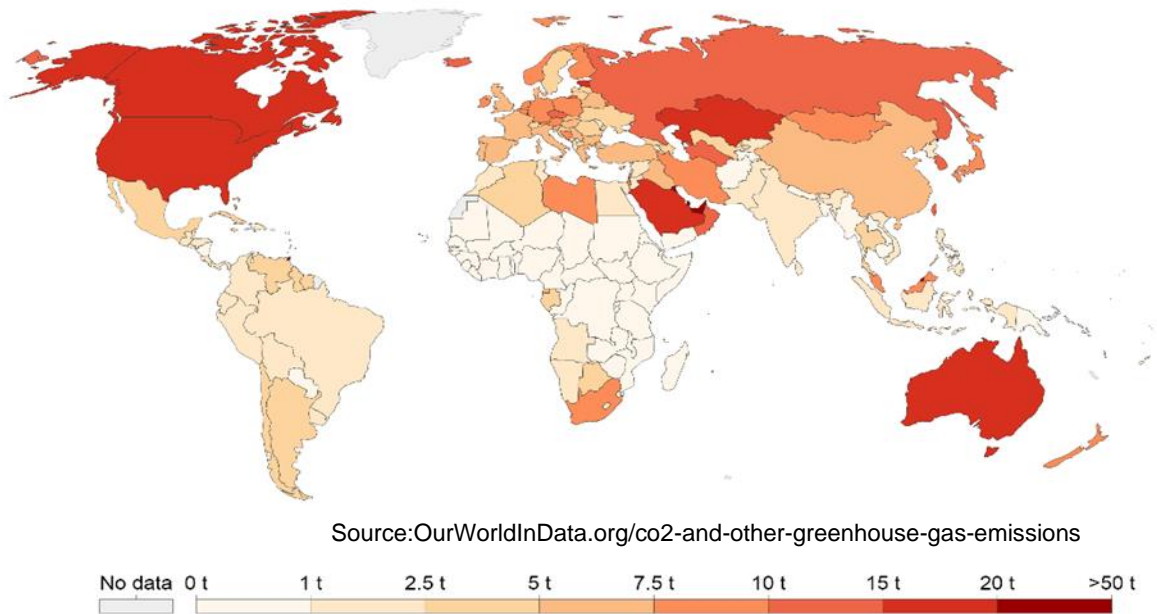 Source:OurWorldInData.org/co2-and-other-greenhouse-gas-emissions
No data 0 t 1 t 2.5 t 5 t 7.5 t 10 t 15 t 20 t >50 t